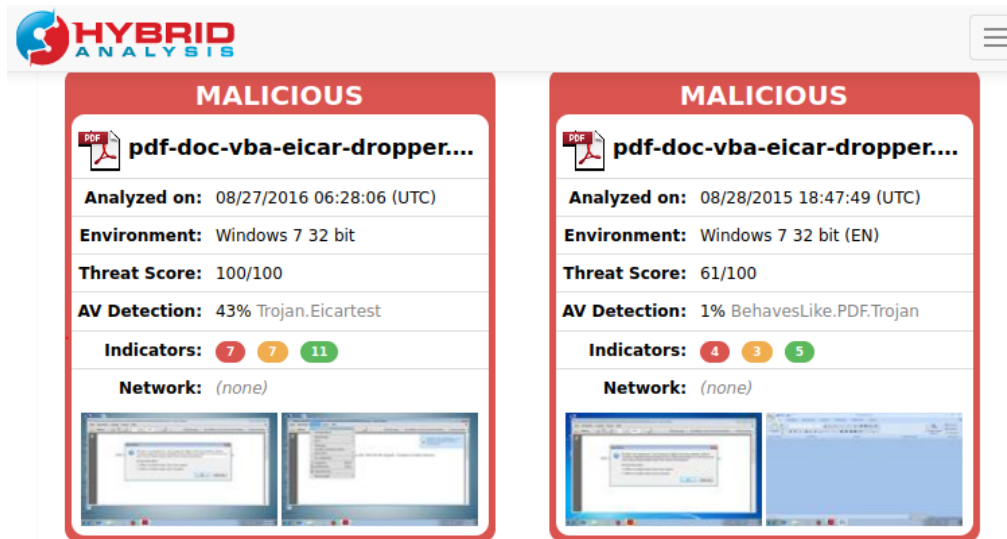 HYBRID
ANALYSIS
MALICIOUS
PDF
pdf-doc-vba-eicar-dropper....
Analyzed on: 08/27/2016 06:28:06 (UTC)
Environment: Windows 7 32 bit
Threat Score: 100/100
AV Detection: 43% Trojan.Eicartest
Indicators: 7 7 11
Network: (none)
MALICIOUS
PDF
pdf-doc-vba-eicar-dropper....
Analyzed on: 08/28/2015 18:47:49 (UTC)
Environment: Windows 7 32 bit (EN)
Threat Score: 61/100
AV Detection: 1% BehavesLike.PDF.Trojan
Indicators: 4 3 5
Network: (none)